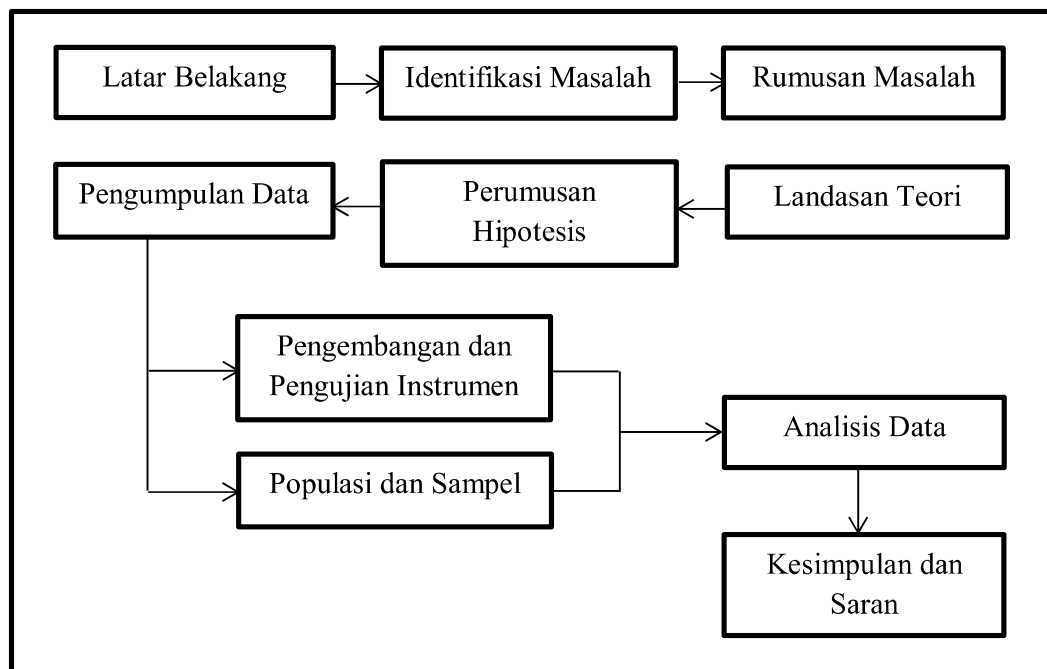 Latar Belakang
Identifikasi Masalah
Rumusan Masalah
Pengumpulan Data
Perumusan
Hipotesis
Landasan Teori
Pengembangan dan
Pengujian Instrumen
Populasi dan Sampel
Analisis Data
Kesimpulan dan
Saran